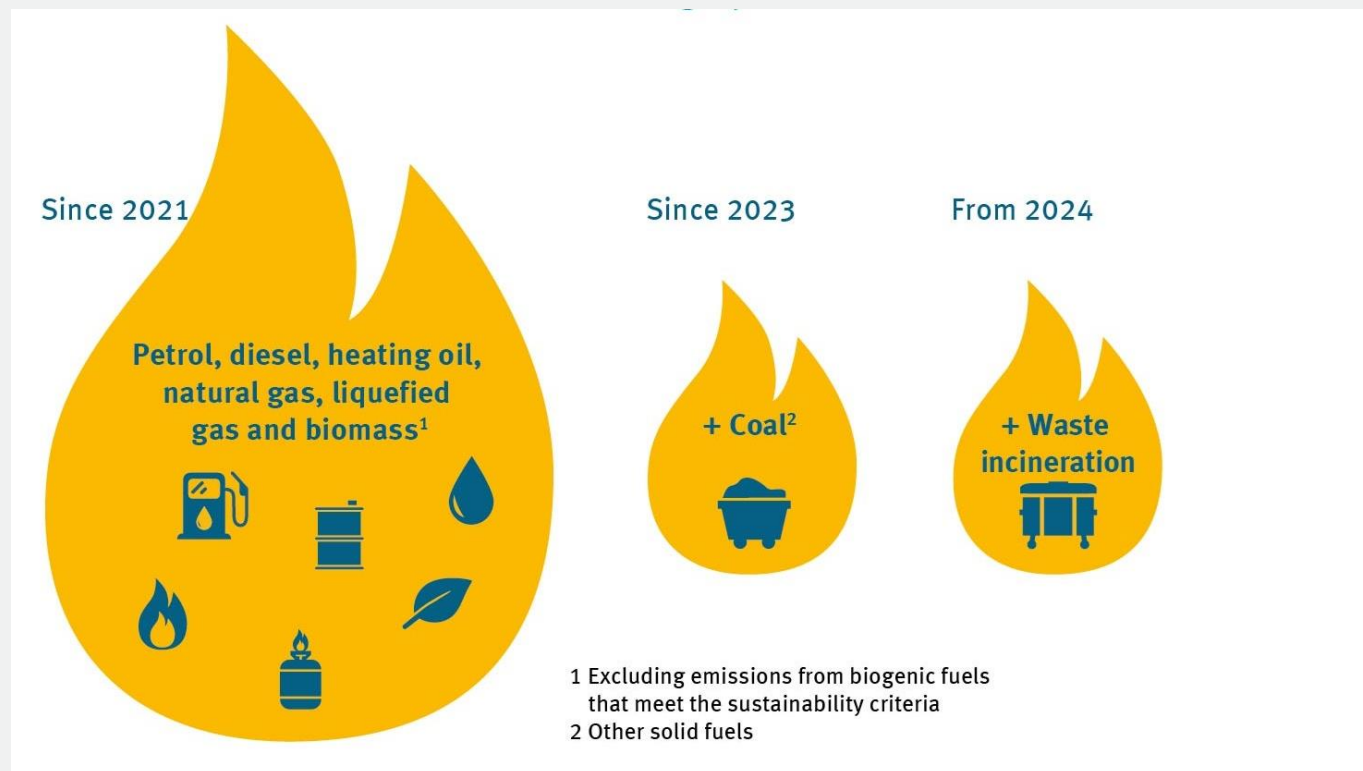 Since 2021
Since 2023
From 2024
Petrol, diesel, heating oil,
natural gas, liquefied
gas and biomass¹
+ Coal²
+ Waste
incineration
1 Excluding emissions from biogenic fuels
that meet the sustainability criteria
2 Other solid fuels